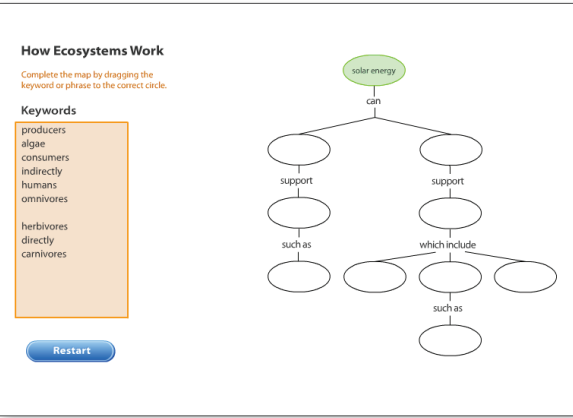 How Ecosystems Work
Complete the map by dragging the
keyword or phrase to the correct circle.
Keywords
producers
algae
consumers
indirectly
humans
omnivores
herbivores
directly
carnivores
Restart
solar energy
can
support
support
such as
which include
such as